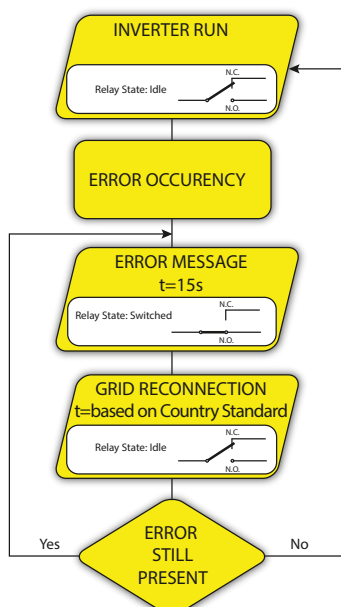 INVERTER RUN
N.C.
Relay State: Idle
N.O.
ERROR OCCURENCY
ERROR MESSAGE
t=15s
N.C.
Relay State: Switched
N.O.
GRID RECONNECTION
t=based on Country Standard
N.C.
Relay State: Idle
N.O.
Yes
ERROR
STILL
PRESENT
No